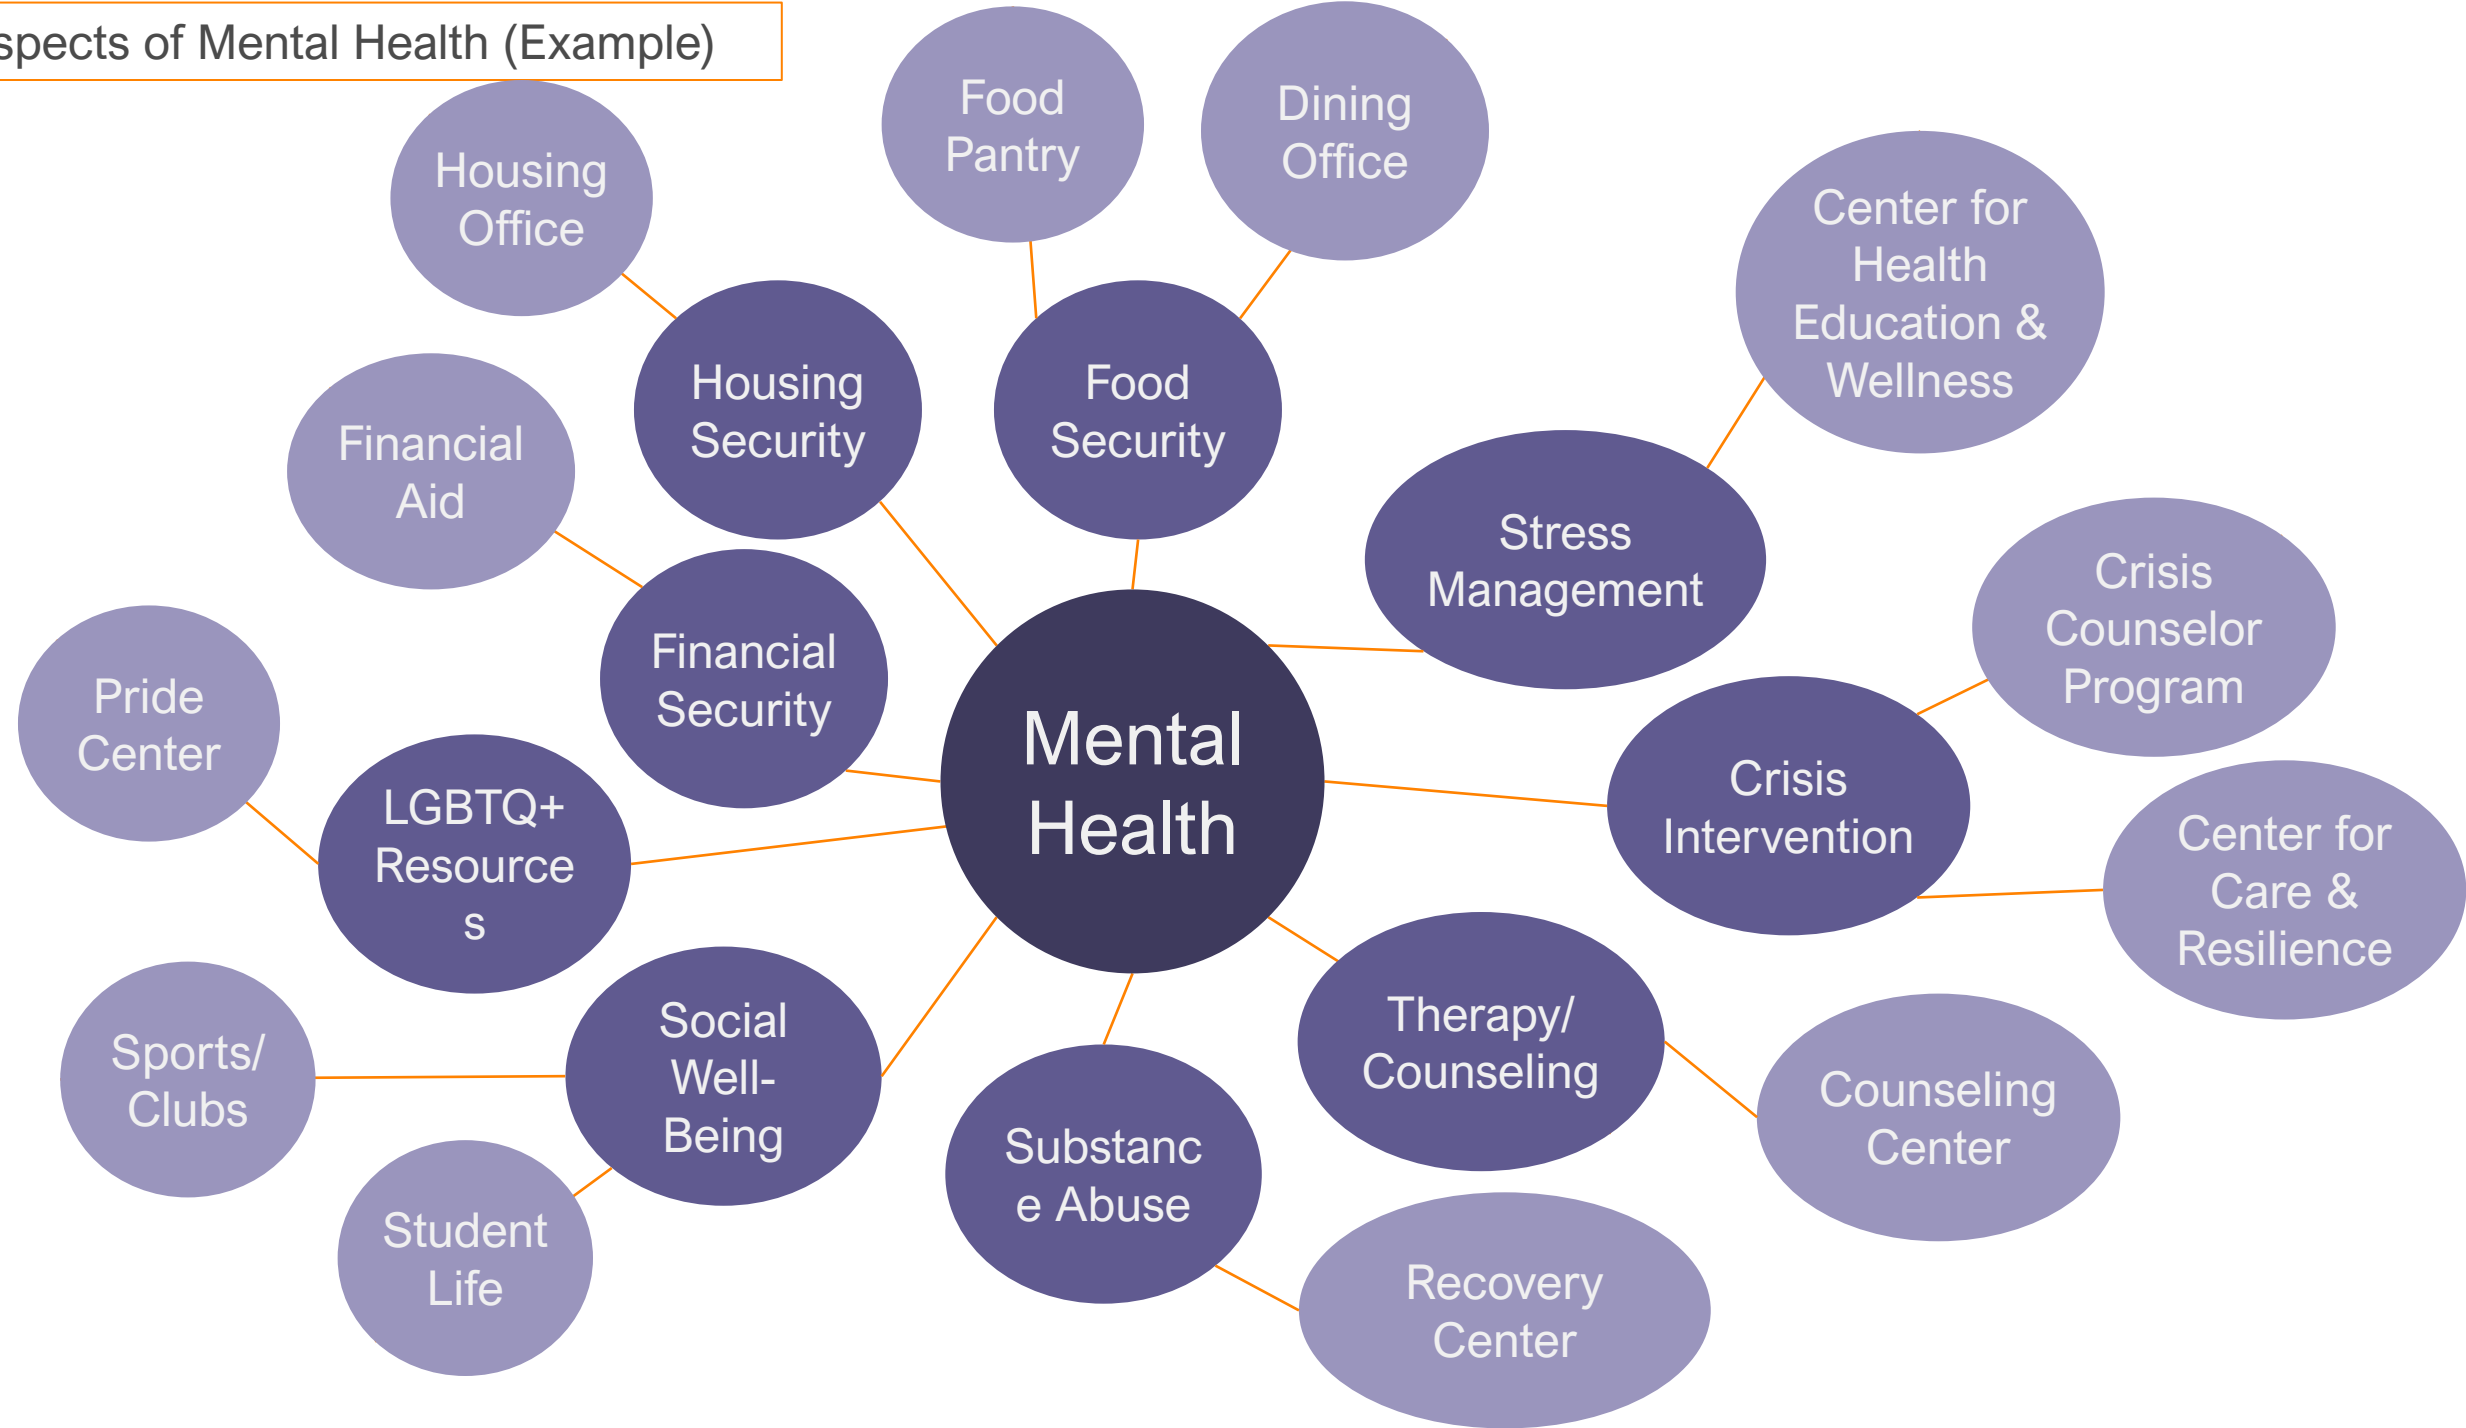 spects of Mental Health (Example)
Food
Pantry
Dining
Office
Housing
Office
Center for
Health
Education &
Wellness
Housing
Security
Food
Security
Financial
Aid
Stress
Management
Crisis
Counselor
Program
Financial
Security
Pride
Center
Mental
Health
LGBTQ+
Resource
s
Crisis
Intervention
Center for
Care &
Resilience
Social
Well-
Being
Therapy/
Counseling
Sports/
Clubs
Counseling
Center
Substanc
e Abuse
Student
Life
Recovery
Center